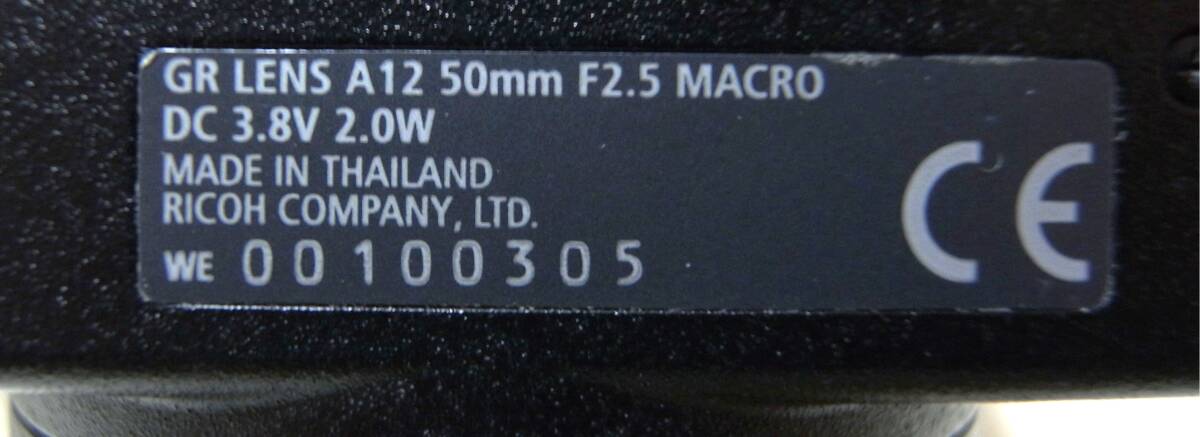 GR LENS A12 50mm F2.5 MACRO
DC 3.8V 2.0W
MADE IN THAILAND
RICOH COMPANY, LTD.
WE 00100305
CE